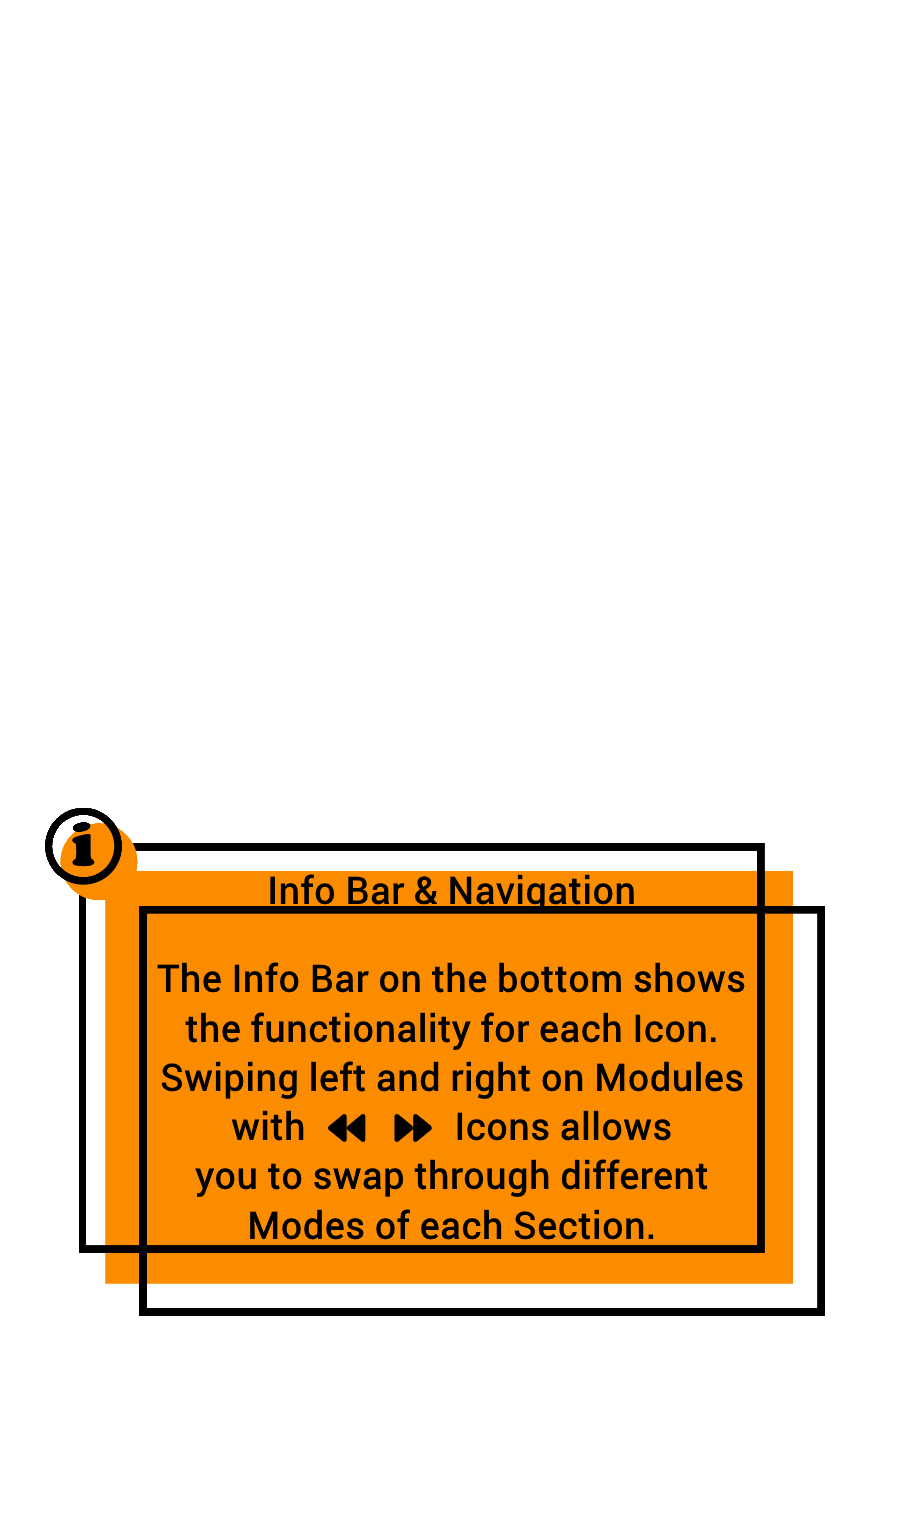 i
Info Bar & Navigation
The Info Bar on the bottom shows
the functionality for each Icon.
Swiping left and right on Modules
with Icons allows
you to swap through different
Modes of each Section.